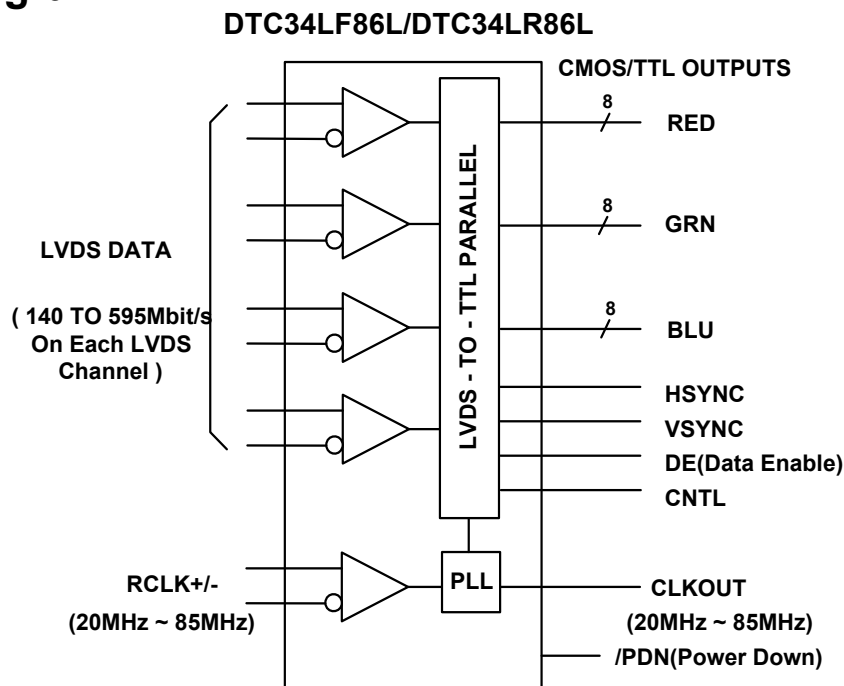 DTC34LF86L/DTC34LR86L
CMOS/TTL OUTPUTS
8
RED
8
GRN
8
BLU
HSYNC
VSYNC
DE(Data Enable)
CNTL
LVDS DATA
( 140 TO 595Mbit/s
On Each LVDS
Channel )
LVDS - TO - TTL PARALLEL
RCLK+/-
(20MHz ~ 85MHz)
PLL
CLKOUT
(20MHz ~ 85MHz)
/PDN(Power Down)